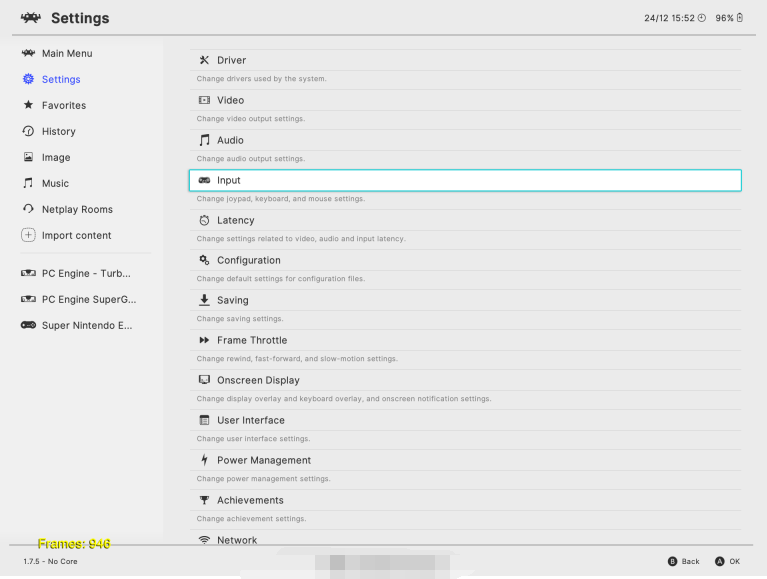 Settings
24/12 15:52 96%
Main Menu
Settings
Favorites
History
Image
Music
Netplay Rooms
Import content
PC Engine - Turb...
PC Engine SuperG...
Super Nintendo E...
Driver
Change drivers used by the system.
Video
Change video output settings.
Audio
Change audio output settings.
Input
Change joypad, keyboard, and mouse settings.
Latency
Change settings related to video, audio and input latency.
Configuration
Change default settings for configuration files.
Saving
Change saving settings.
Frame Throttle
Change rewind, fast-forward, and slow-motion settings.
Onscreen Display
Change display overlay and keyboard overlay, and onscreen notification settings.
User Interface
Change user interface settings.
Power Management
Change power management settings.
Achievements
Change achievement settings.
Network
Frames: 946
1.7.5 - No Core
B Back A OK